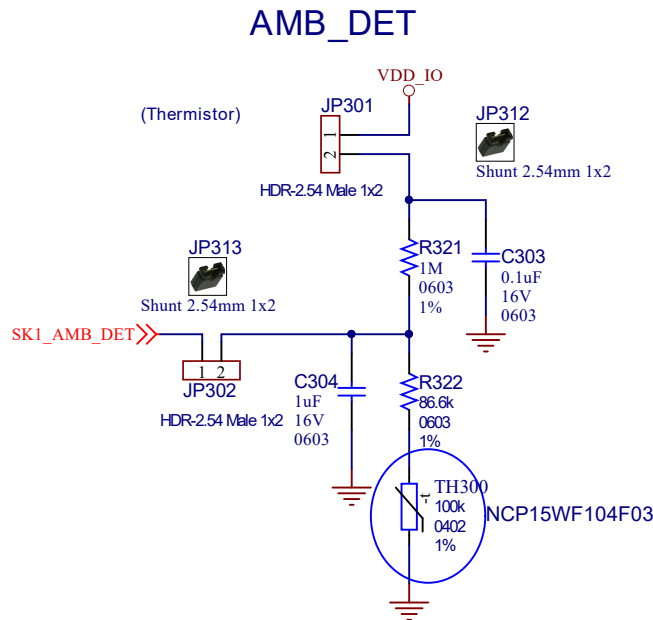 AMB_DET
VDD_IO
(Thermistor)
JP301
1
2
HDR-2.54 Male 1x2
JP312
Shunt 2.54mm 1x2
R321
1M
0603
1%
C303
0.1uF
16V
0603
JP313
Shunt 2.54mm 1x2
SK1_AMB_DET
1 2
JP302
HDR-2.54 Male 1x2
C304
1uF
16V
0603
R322
86.6k
0603
1%
-t
TH300
100k
0402
1%
NCP15WF104F03